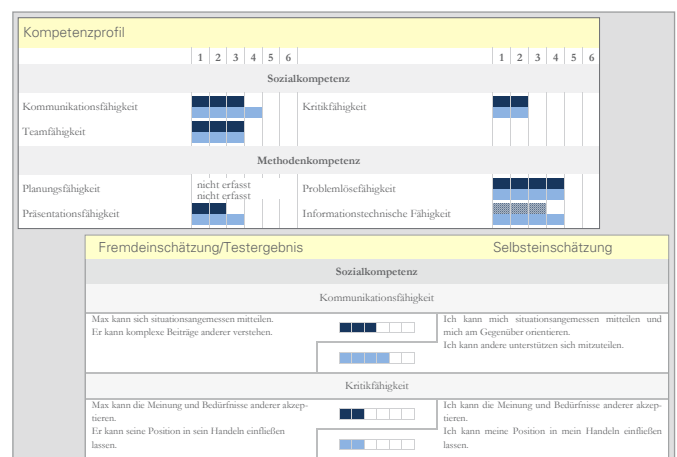 Kompetenzprofil
1 2 3 4 5 6 1 2 3 4 5 6
Sozialkompetenz
Kommunikationsfähigkeit Kritikfähigkeit
Teamfähigkeit
Methodenkompetenz
Planungsfähigkeit nicht erfasst Problemlösefähigkeit
nicht erfasst
Präsentationsfähigkeit Informationstechnische Fähigkeit
Fremdeinschätzung/Testergebnis Selbsteinschätzung
Sozialkompetenz
Kommunikationsfähigkeit
Max kann sich situationsangemessen mitteilen.
Er kann komplexe Beiträge anderer verstehen.
Ich kann mich situationsangemessen mitteilen und
mich am Gegenüber orientieren.
Ich kann andere unterstützen sich mitzuteilen.
Kritikfähigkeit
Max kann die Meinung und Bedürfnisse anderer akzep-
tieren.
Er kann seine Position in sein Handeln einfließen
lassen.
Ich kann die Meinung und Bedürfnisse anderer akzep-
tieren.
Ich kann meine Position in mein Handeln einfließen
lassen.